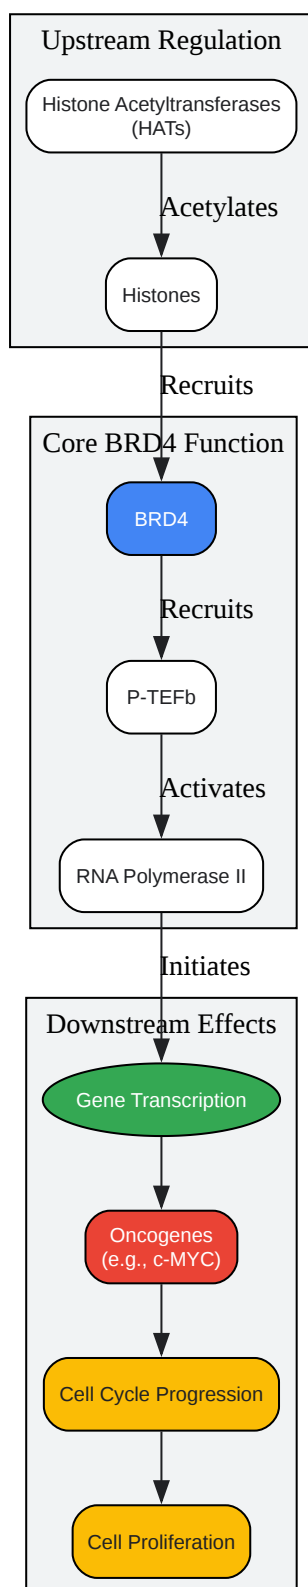 Upstream Regulation
Histone Acetyltransferases
(HATs)
Acetylates
Histones
Recruits
Core BRD4 Function
BRD4
Recruits
P-TEFb
Activates
RNA Polymerase II
Initiates
Downstream Effects
Gene Transcription
Oncogenes
(e.g., c-MYC)
Cell Cycle Progression
Cell Proliferation